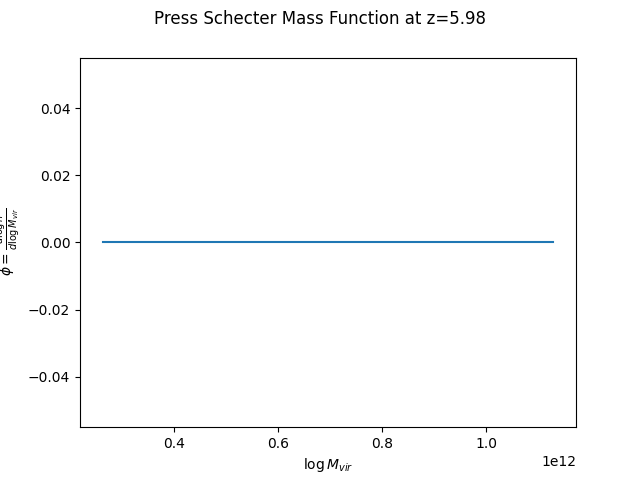 Press Schecter Mass Function at z=5.98
0.04
0.02
0.00
−0.02
−0.04
ϕ = / d log M_vir
0.4 0.6 0.8 1.0
1e12
log M_vir